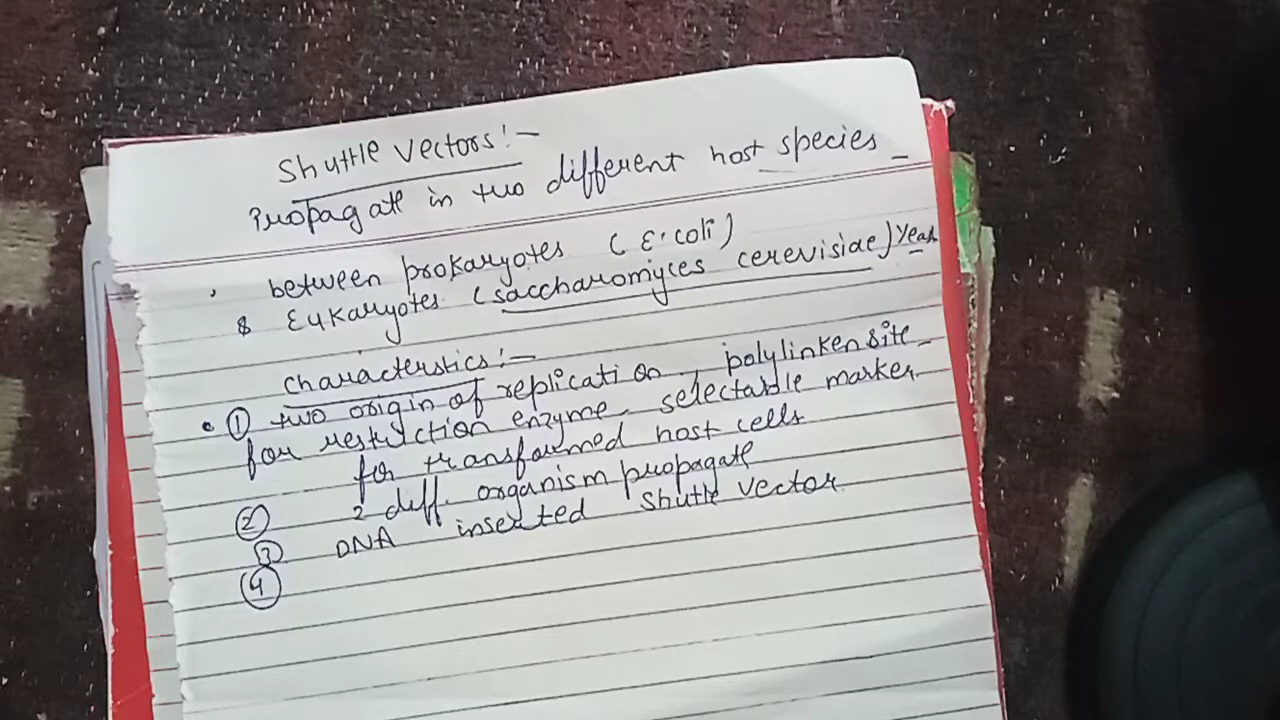 Shuttle Vectors:-
Propagate in two different host species
between prokaryotes (E. coli)
& Eukaryotes (saccharomyces cerevisiae) Yeast
characterstics:-
① two origin of replication, polylinker site
for restriction enzyme, selectable marker
for transformed host cells
② 2 diff. organism propagate
③ DNA inserted Shuttle Vector
④